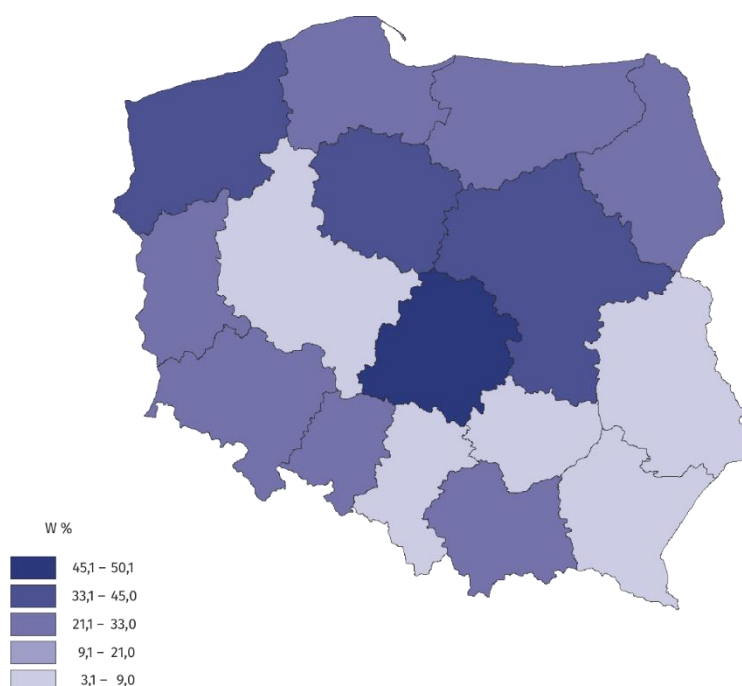 W %
45,1 – 50,1
33,1 – 45,0
21,1 – 33,0
9,1 – 21,0
3,1 – 9,0